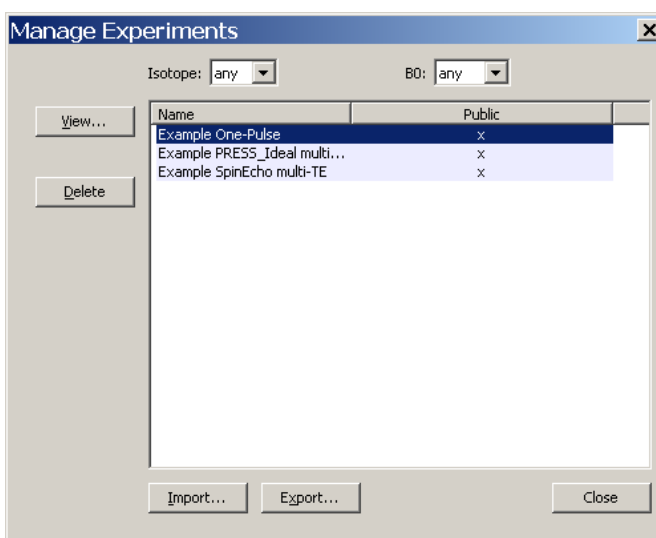 Manage Experiments
Isotope: any B0: any
View...
Delete
Name Public
Example One-Pulse x
Example PRESS_Ideal multi... x
Example SpinEcho multi-TE x
Import... Export... Close